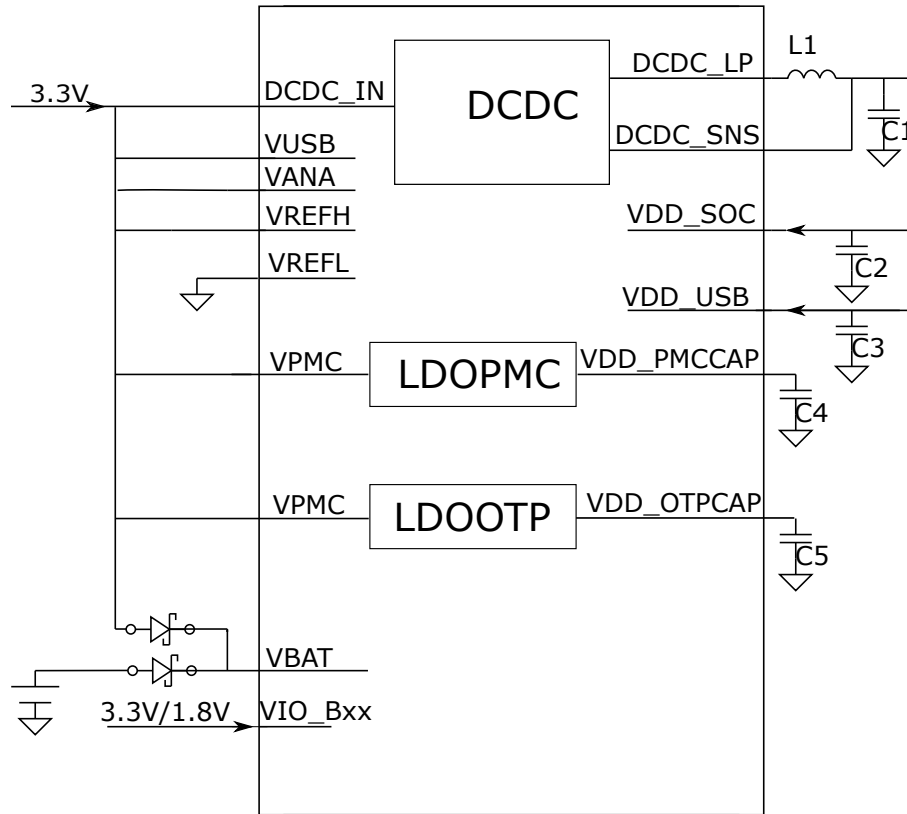 L1
DCDC_LP
3.3V
DCDC_IN
DCDC
C1
DCDC_SNS
VUSB
VANA
VREFH
VDD_SOC
VREFL
C2
VDD_USB
C3
VPMC
LDOPMC
VDD_PMCCAP
C4
VPMC
LDOOTP
VDD_OTPCAP
C5
VBAT
3.3V/1.8V
VIO_Bxx